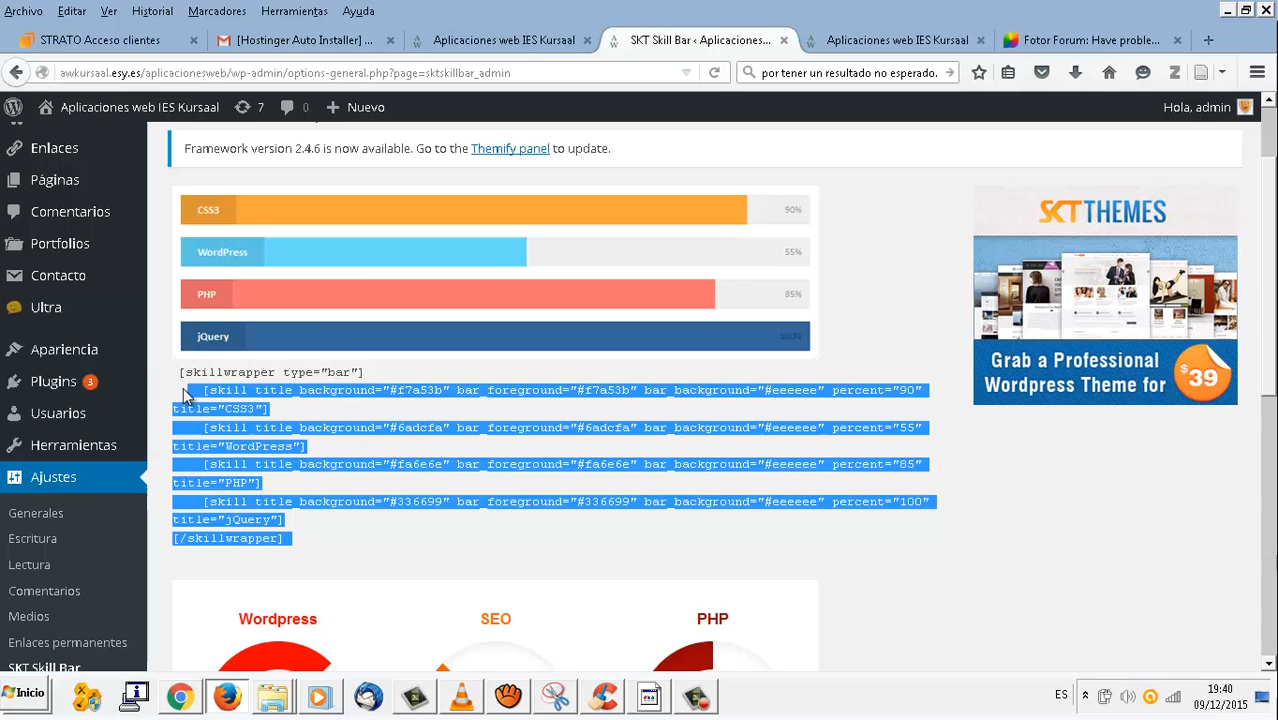 Archivo Editar Ver Historial Marcadores Herramientas Ayuda
STRATO Acceso clientes
[Hostinger Auto Installer] ...
Aplicaciones web IES Kursaal
SKT Skill Bar ‹ Aplicaciones...
Aplicaciones web IES Kursaal
Fotor Forum: Have proble...
awkursaal.esy.es/aplicacionesweb/wp-admin/options-general.php?page=sktskillbar_admin
por tener un resultado no esperado.
Aplicaciones web IES Kursaal 7 0 Nuevo
Hola, admin
Enlaces
Páginas
Comentarios
Portfolios
Contacto
Ultra
Apariencia
Plugins 3
Usuarios
Herramientas
Ajustes
Generales
Escritura
Lectura
Comentarios
Medios
Enlaces permanentes
SKT Skill Bar
Framework version 2.4.6 is now available. Go to the Themify panel to update.
CSS3 90%
WordPress 55%
PHP 85%
jQuery 100%
[skillwrapper type="bar"]
[skill title_background="#f7a53b" bar_foreground="#f7a53b" bar_background="#eeeeee" percent="90"
title="CSS3"]
[skill title_background="#6adcfa" bar_foreground="#6adcfa" bar_background="#eeeeee" percent="55"
title="WordPress"]
[skill title_background="#fa6e6e" bar_foreground="#fa6e6e" bar_background="#eeeeee" percent="85"
title="PHP"]
[skill title_background="#336699" bar_foreground="#336699" bar_background="#eeeeee" percent="100"
title="jQuery"]
[/skillwrapper]
Wordpress SEO PHP
SKT THEMES
Grab a Professional
WordPress Theme for
$39
Inicio
ES
19:40
09/12/2015